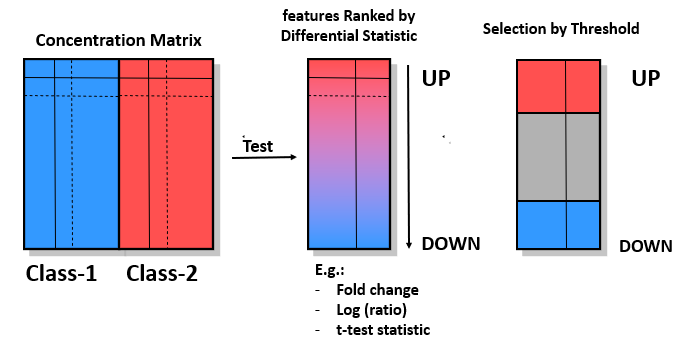 Concentration Matrix
Class-1
Class-2
Test
features Ranked by
Differential Statistic
UP
DOWN
E.g.:
- Fold change
- Log (ratio)
- t-test statistic
Selection by Threshold
UP
DOWN